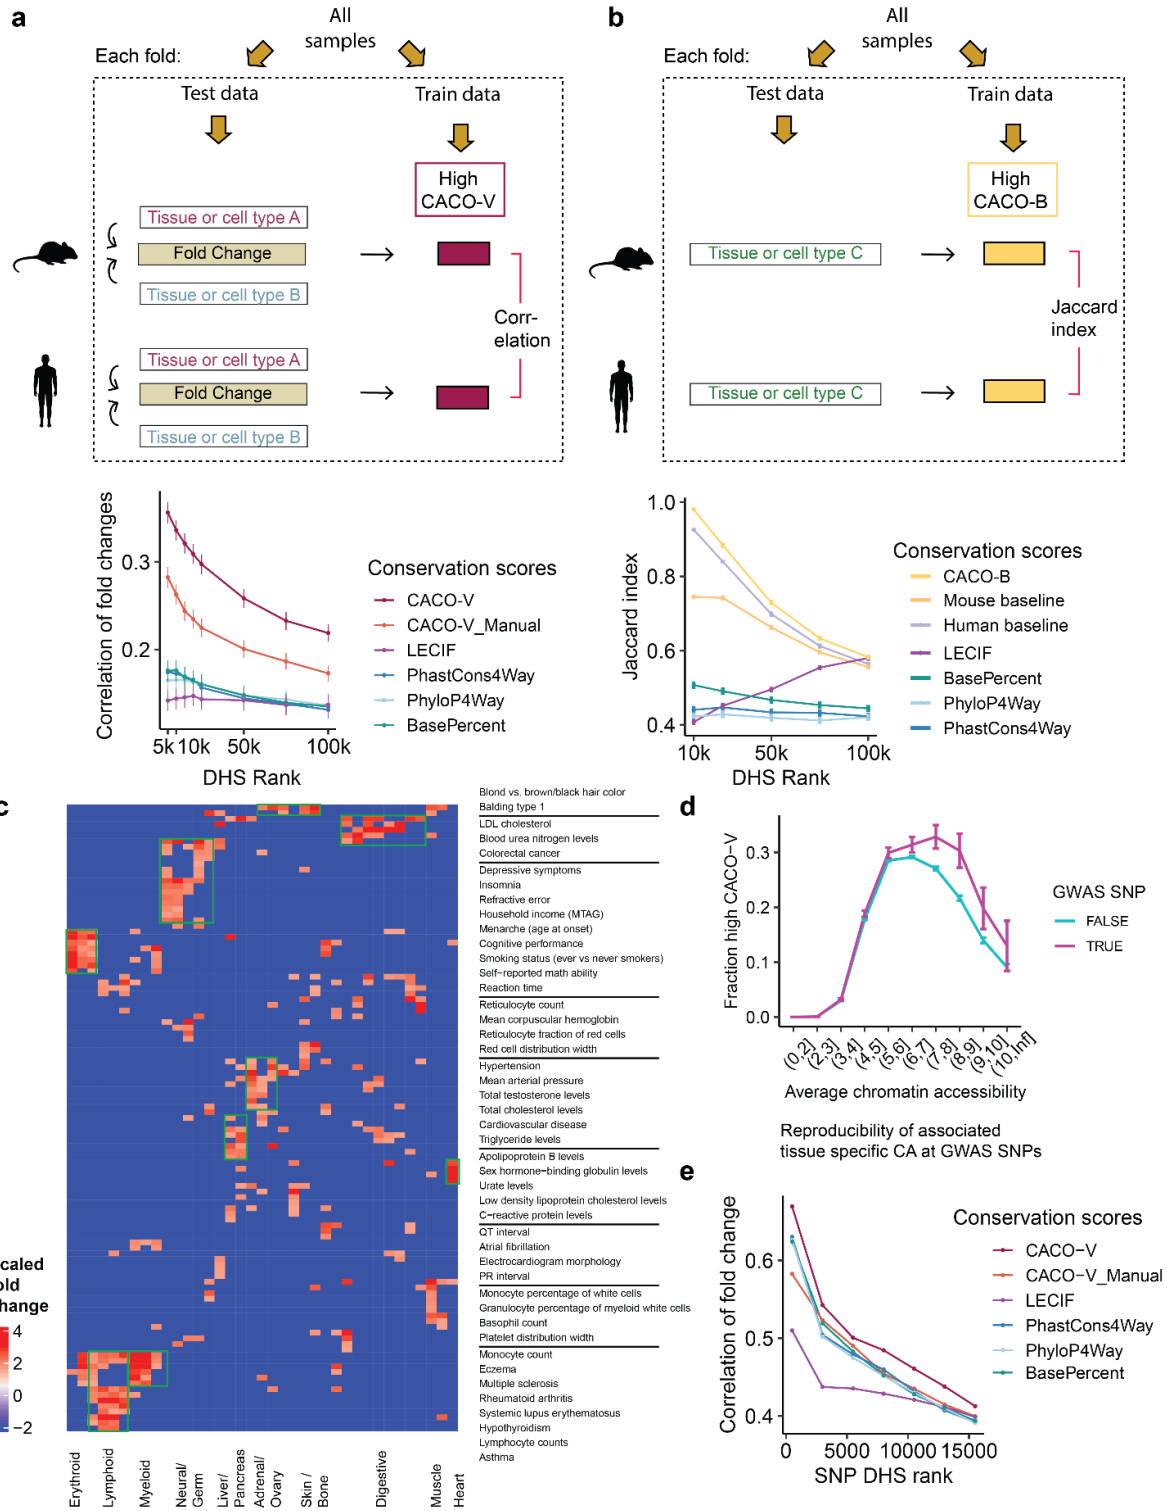 a
All
samples
Each fold:
Test data
Train data
High
CACO-V
Tissue or cell type A
Fold Change
Tissue or cell type B
Corr-
elation
Tissue or cell type A
Fold Change
Tissue or cell type B
Correlation of fold changes
0.3
0.2
5k 10k 50k 100k
DHS Rank
Conservation scores
CACO-V
CACO-V_Manual
LECIF
PhastCons4Way
PhyloP4Way
BasePercent
b
All
samples
Each fold:
Test data
Train data
High
CACO-B
Tissue or cell type C
Jaccard
index
Tissue or cell type C
Jaccard index
1.0
0.8
0.6
0.4
10k 50k 100k
DHS Rank
Conservation scores
CACO-B
Mouse baseline
Human baseline
LECIF
BasePercent
PhyloP4Way
PhastCons4Way
c
Blond vs. brown/black hair color
Balding type 1
LDL cholesterol
Blood urea nitrogen levels
Colorectal cancer
Depressive symptoms
Insomnia
Refractive error
Household income (MTAG)
Menarche (age at onset)
Cognitive performance
Smoking status (ever vs never smokers)
Self-reported math ability
Reaction time
Reticulocyte count
Mean corpuscular hemoglobin
Reticulocyte fraction of red cells
Red cell distribution width
Hypertension
Mean arterial pressure
Total testosterone levels
Total cholesterol levels
Cardiovascular disease
Triglyceride levels
Apolipoprotein B levels
Sex hormone-binding globulin levels
Urate levels
Low density lipoprotein cholesterol levels
C-reactive protein levels
QT interval
Atrial fibrillation
Electrocardiogram morphology
PR interval
Monocyte percentage of white cells
Granulocyte percentage of myeloid white cells
Basophil count
Platelet distribution width
Monocyte count
Eczema
Multiple sclerosis
Rheumatoid arthritis
Systemic lupus erythematosus
Hypothyroidism
Lymphocyte counts
Asthma
caled
old
hange
4
2
0
−2
Erythroid
Lymphoid
Myeloid
Neural/
Germ
Liver/
Pancreas
Adrenal/
Ovary
Skin /
Bone
Digestive
Muscle
Heart
d
Fraction high CACO−V
0.3
0.2
0.1
0.0
(0,2]
(2,3]
(3,4]
(4,5]
(5,6]
(6,7]
(7,8]
(8,9]
(9,10]
(10,Inf]
Average chromatin accessibility
GWAS SNP
FALSE
TRUE
Reproducibility of associated
tissue specific CA at GWAS SNPs
e
Correlation of fold change
0.6
0.5
0.4
0 5000 10000 15000
SNP DHS rank
Conservation scores
CACO−V
CACO−V_Manual
LECIF
PhastCons4Way
PhyloP4Way
BasePercent